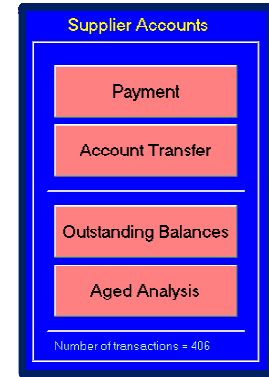 Supplier Accounts
Payment
Account Transfer
Outstanding Balances
Aged Analysis
Number of transactions = 406